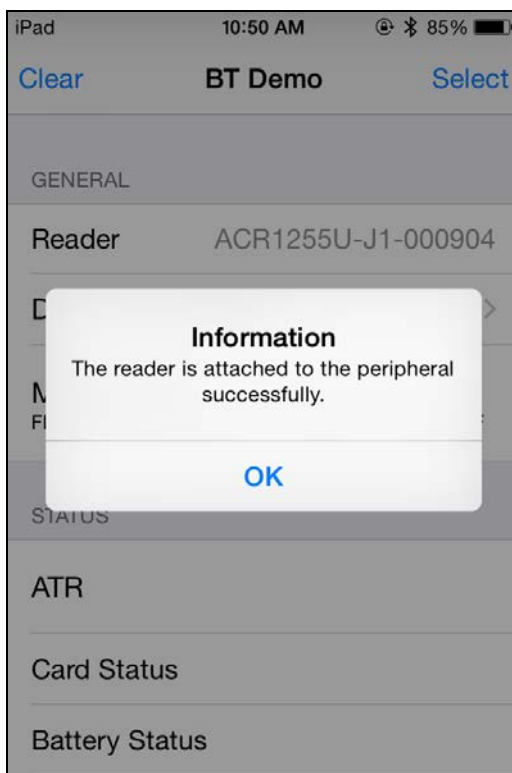 iPad 10:50 AM 85%
Clear BT Demo Select
GENERAL
Reader ACR1255U-J1-000904
Information
The reader is attached to the peripheral
successfully.
OK
STATUS
ATR
Card Status
Battery Status